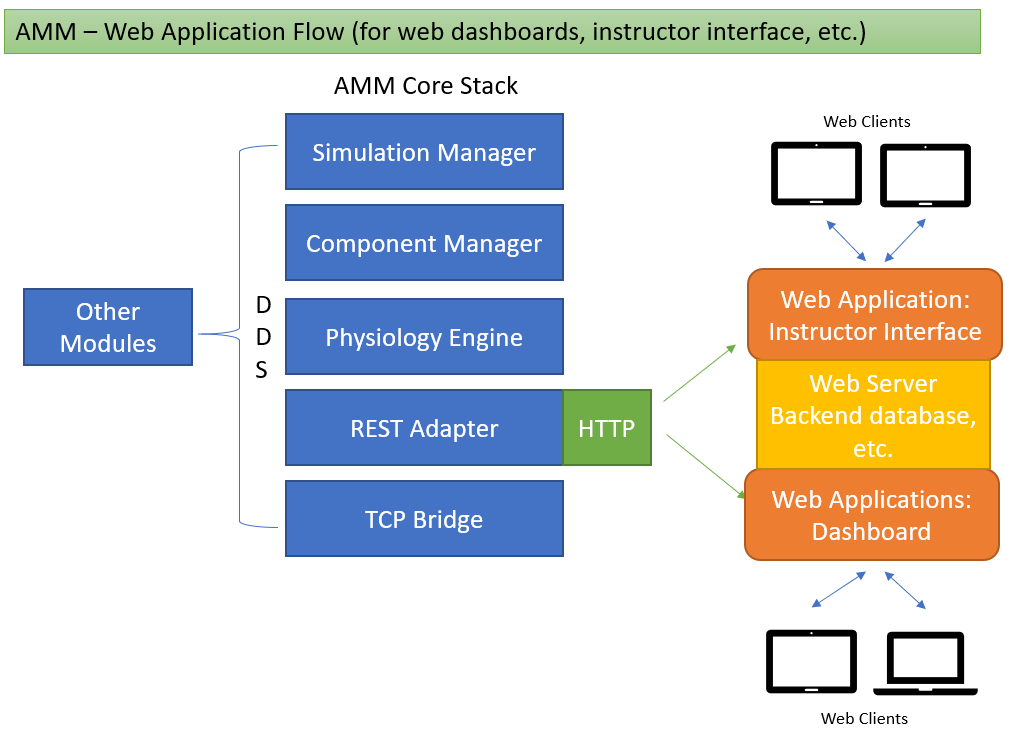 AMM – Web Application Flow (for web dashboards, instructor interface, etc.)
AMM Core Stack
Simulation Manager
Component Manager
Physiology Engine
REST Adapter
HTTP
TCP Bridge
Other
Modules
D
D
S
Web Clients
Web Application:
Instructor Interface
Web Server
Backend database,
etc.
Web Applications:
Dashboard
Web Clients